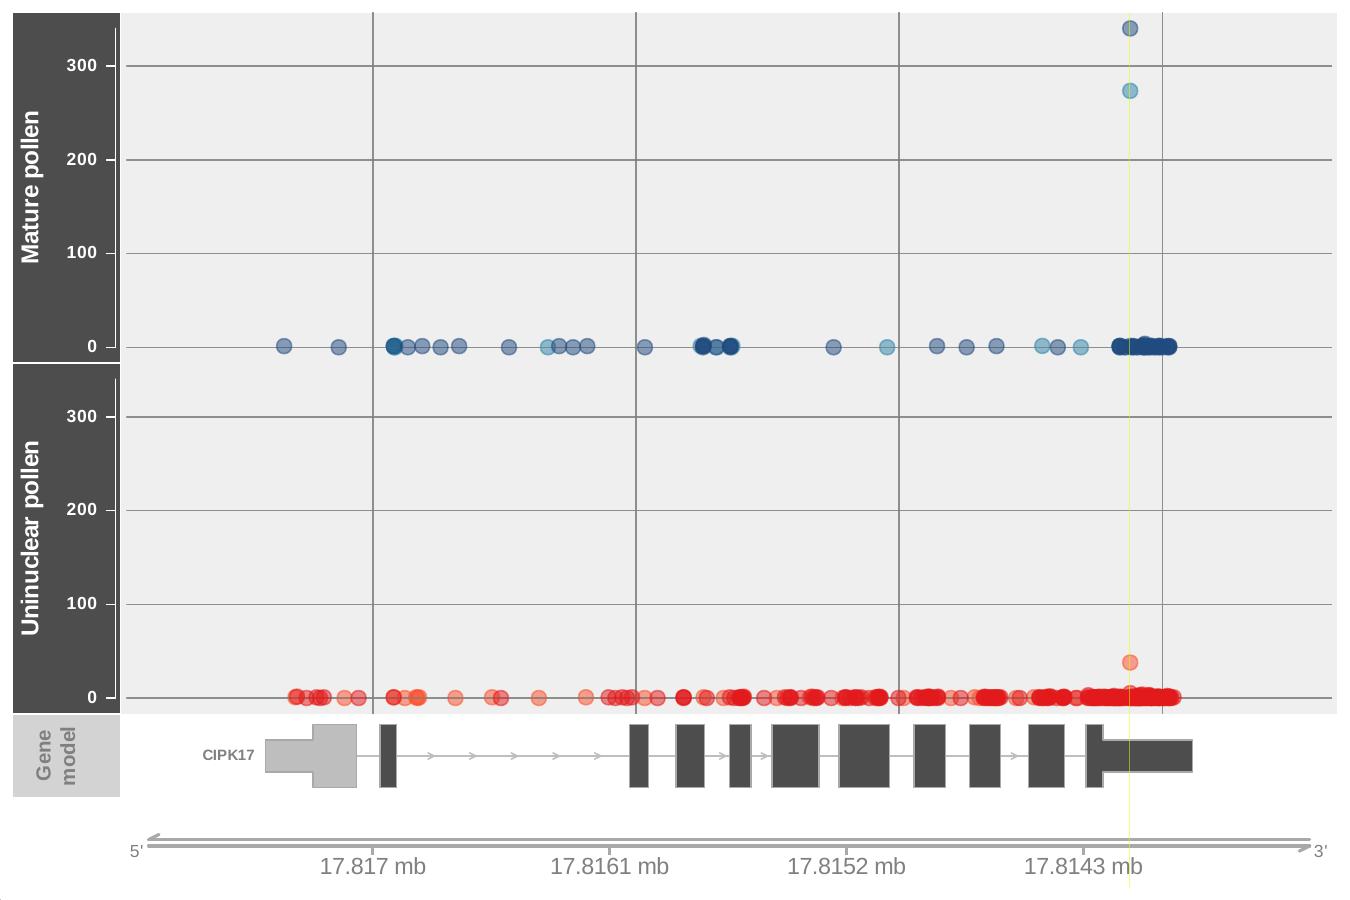 Mature pollen
300
200
100
0
Uninuclear pollen
300
200
100
0
Gene
model
CIPK17
5'
3'
17.817 mb
17.8161 mb
17.8152 mb
17.8143 mb